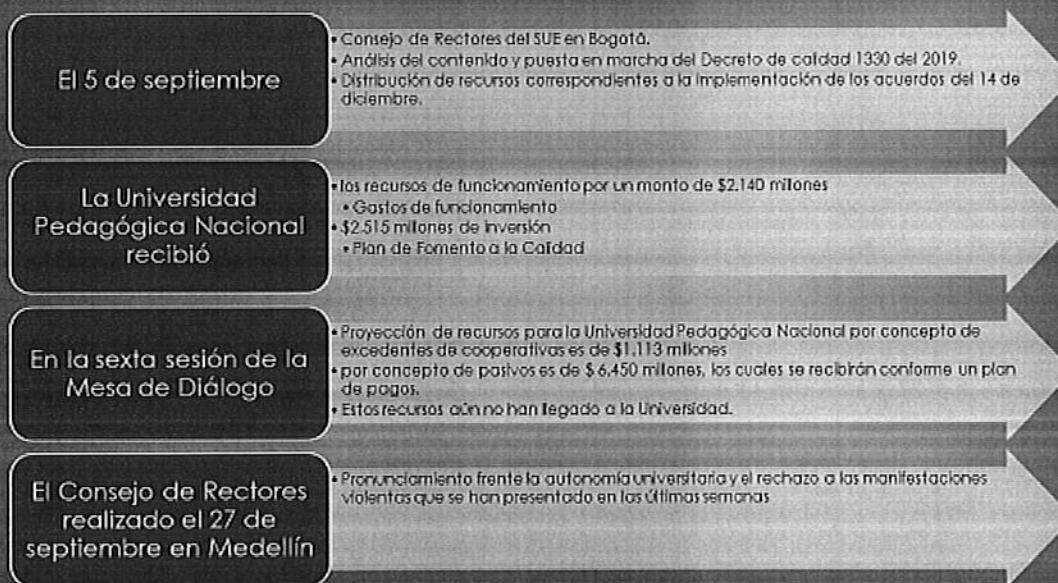 El 5 de septiembre
• Consejo de Rectores del SUE en Bogotá.
• Análisis del contenido y puesta en marcha del Decreto de calidad 1330 del 2019.
• Distribución de recursos correspondientes a la implementación de los acuerdos del 14 de
diciembre.
La Universidad
Pedagógica Nacional
recibió
• los recursos de funcionamiento por un monto de $2.140 millones
• Gastos de funcionamiento
• $2.515 millones de inversión
• Plan de Fomento a la Calidad
En la sexta sesión de la
Mesa de Diálogo
• Proyección de recursos para la Universidad Pedagógica Nacional por concepto de
excedentes de cooperativas es de $1.113 millones
• por concepto de pasivos es de $ 6.450 millones, los cuales se recibirán conforme un plan
de pagos.
• Estos recursos aún no han llegado a la Universidad.
El Consejo de Rectores
realizado el 27 de
septiembre en Medellín
• Pronunciamiento frente la autonomía universitaria y el rechazo a las manifestaciones
violentas que se han presentado en las últimas semanas